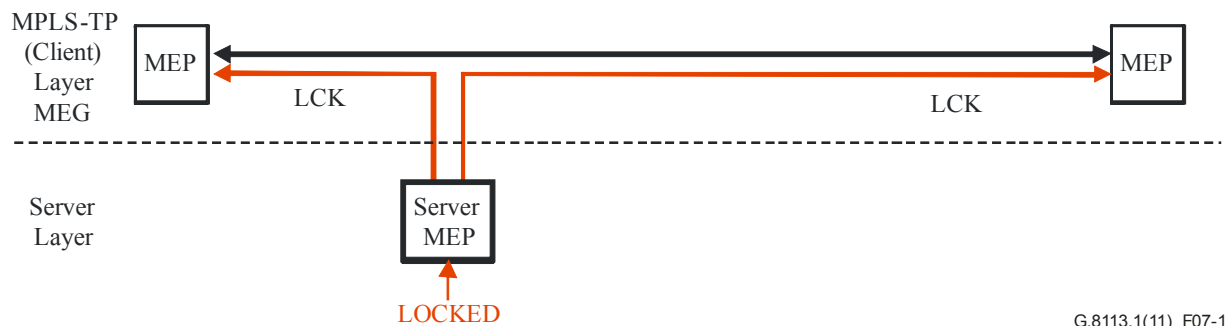 MPLS-TP
(Client)
Layer
MEG
MEP
MEP
LCK
LCK
Server
Layer
Server
MEP
LOCKED
G.8113.1(11)_F07-1